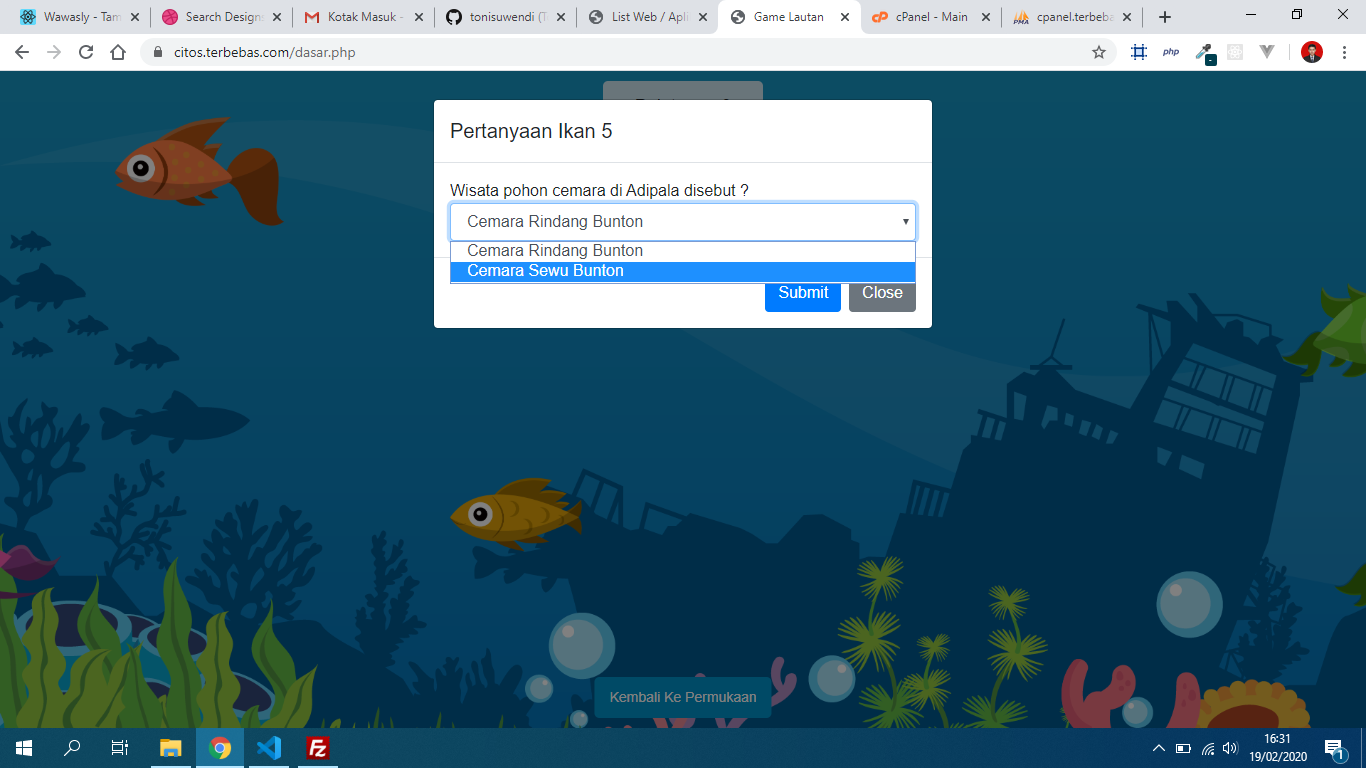 Wawasly - Tam
Search Design
Kotak Masuk -
tonisuwendi (T
List Web / Apli
Game Lautan
cPanel - Main
cpanel.terbeba
citos.terbebas.com/dasar.php
php
Pertanyaan Ikan 5
Wisata pohon cemara di Adipala disebut ?
Cemara Rindang Bunton
Cemara Rindang Bunton
Cemara Sewu Bunton
Submit
Close
Kembali Ke Permukaan
16:31
19/02/2020
1